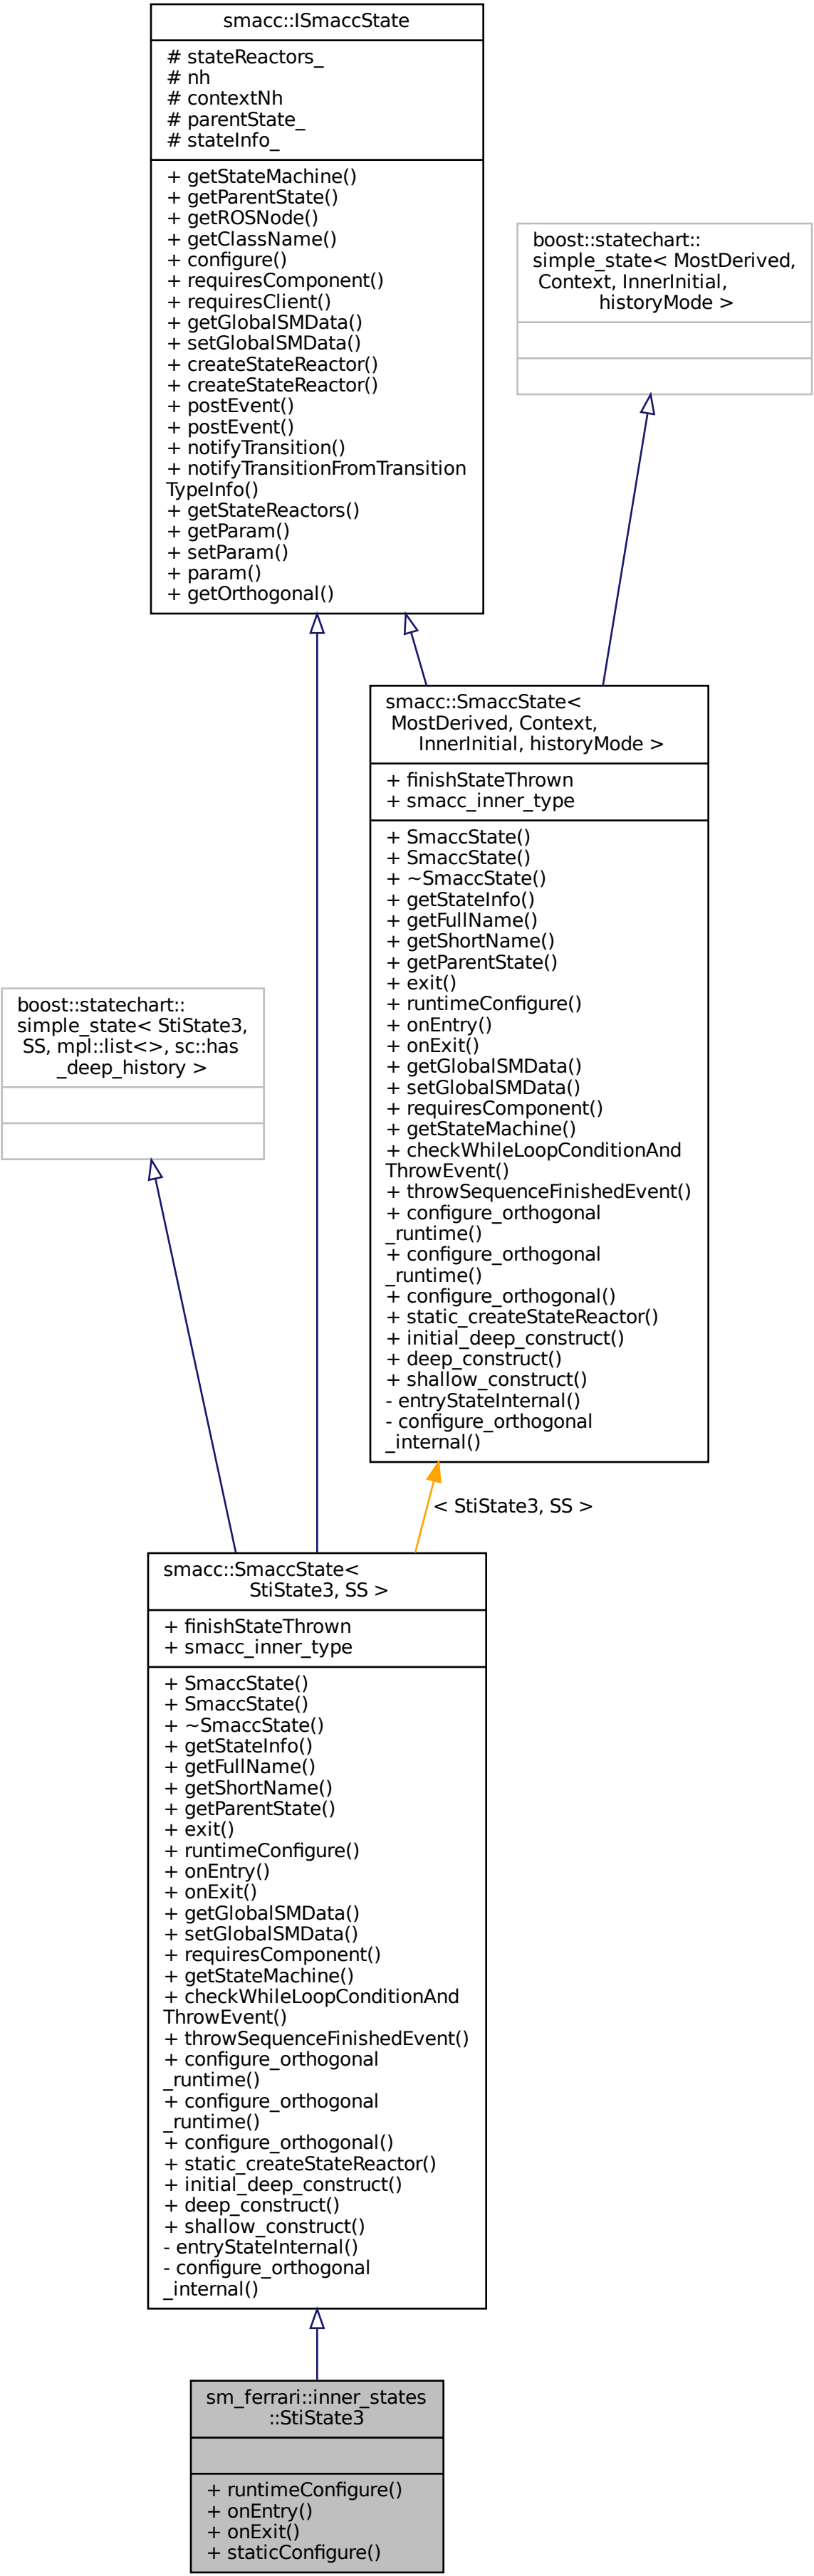 smacc::ISmaccState
# stateReactors_
# nh
# contextNh
# parentState_
# stateInfo_
+ getStateMachine()
+ getParentState()
+ getROSNode()
+ getClassName()
+ configure()
+ requiresComponent()
+ requiresClient()
+ getGlobalSMData()
+ setGlobalSMData()
+ createStateReactor()
+ createStateReactor()
+ postEvent()
+ postEvent()
+ notifyTransition()
+ notifyTransitionFromTransition
TypeInfo()
+ getStateReactors()
+ getParam()
+ setParam()
+ param()
+ getOrthogonal()
boost::statechart::
simple_state< MostDerived,
Context, InnerInitial,
historyMode >
smacc::SmaccState<
MostDerived, Context,
InnerInitial, historyMode >
+ finishStateThrown
+ smacc_inner_type
+ SmaccState()
+ SmaccState()
+ ~SmaccState()
+ getStateInfo()
+ getFullName()
+ getShortName()
+ getParentState()
+ exit()
+ runtimeConfigure()
+ onEntry()
+ onExit()
+ getGlobalSMData()
+ setGlobalSMData()
+ requiresComponent()
+ getStateMachine()
+ checkWhileLoopConditionAnd
ThrowEvent()
+ throwSequenceFinishedEvent()
+ configure_orthogonal
_runtime()
+ configure_orthogonal
_runtime()
+ configure_orthogonal()
+ static_createStateReactor()
+ initial_deep_construct()
+ deep_construct()
+ shallow_construct()
- entryStateInternal()
- configure_orthogonal
_internal()
boost::statechart::
simple_state< StiState3,
SS, mpl::list<>, sc::has
_deep_history >
< StiState3, SS >
smacc::SmaccState<
StiState3, SS >
+ finishStateThrown
+ smacc_inner_type
+ SmaccState()
+ SmaccState()
+ ~SmaccState()
+ getStateInfo()
+ getFullName()
+ getShortName()
+ getParentState()
+ exit()
+ runtimeConfigure()
+ onEntry()
+ onExit()
+ getGlobalSMData()
+ setGlobalSMData()
+ requiresComponent()
+ getStateMachine()
+ checkWhileLoopConditionAnd
ThrowEvent()
+ throwSequenceFinishedEvent()
+ configure_orthogonal
_runtime()
+ configure_orthogonal
_runtime()
+ configure_orthogonal()
+ static_createStateReactor()
+ initial_deep_construct()
+ deep_construct()
+ shallow_construct()
- entryStateInternal()
- configure_orthogonal
_internal()
sm_ferrari::inner_states
::StiState3
+ runtimeConfigure()
+ onEntry()
+ onExit()
+ staticConfigure()